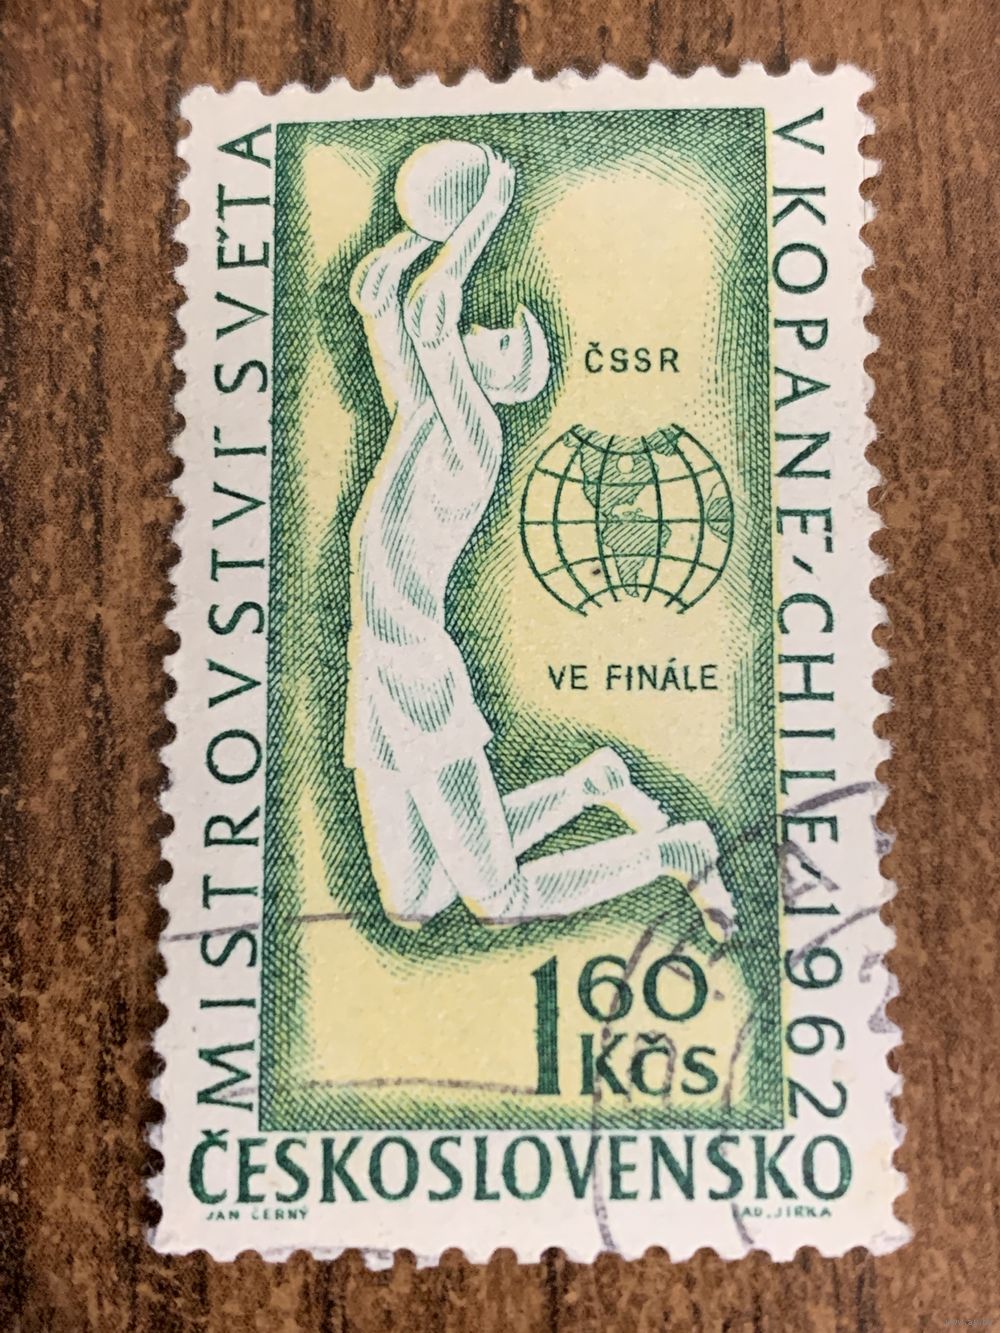 MISTROVSTVÍ SVĚTA
V KOPANÉ-CHILE 1962
ČSSR
VE FINÁLE
1 60
Kčs
ČESKOSLOVENSKO
JAN ČERNÝ
AD. JIRKA